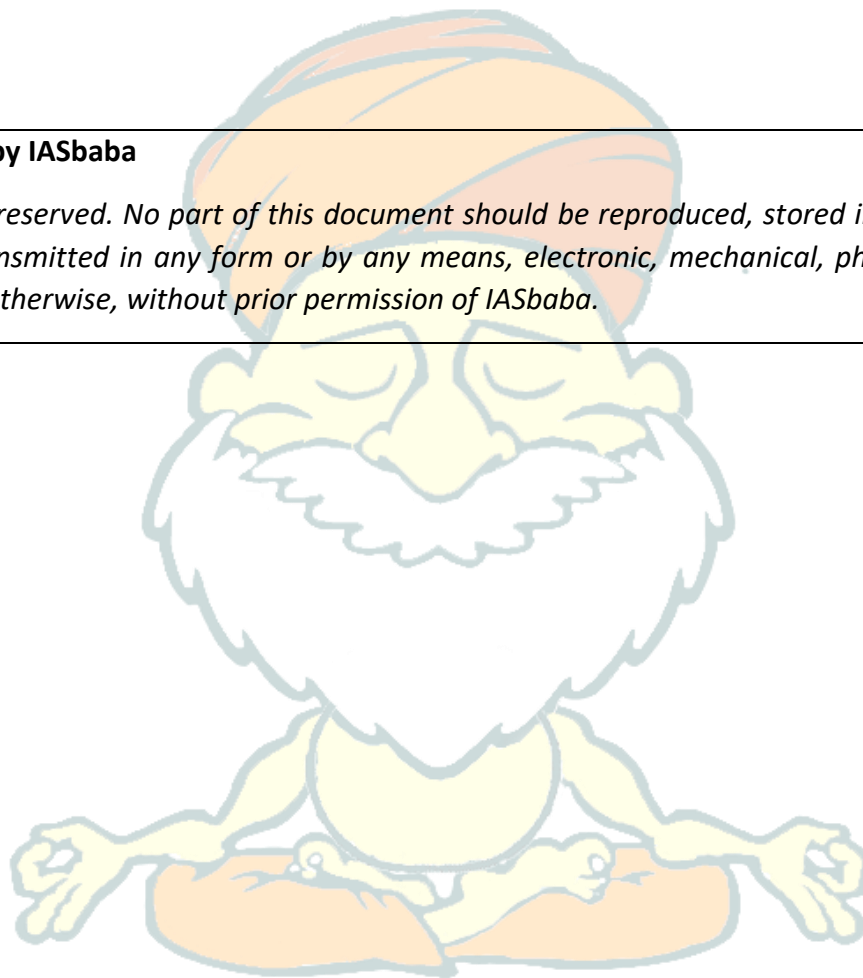 by IASbaba
reserved. No part of this document should be reproduced, stored i
nsmitted in any form or by any means, electronic, mechanical, ph
therwise, without prior permission of IASbaba.